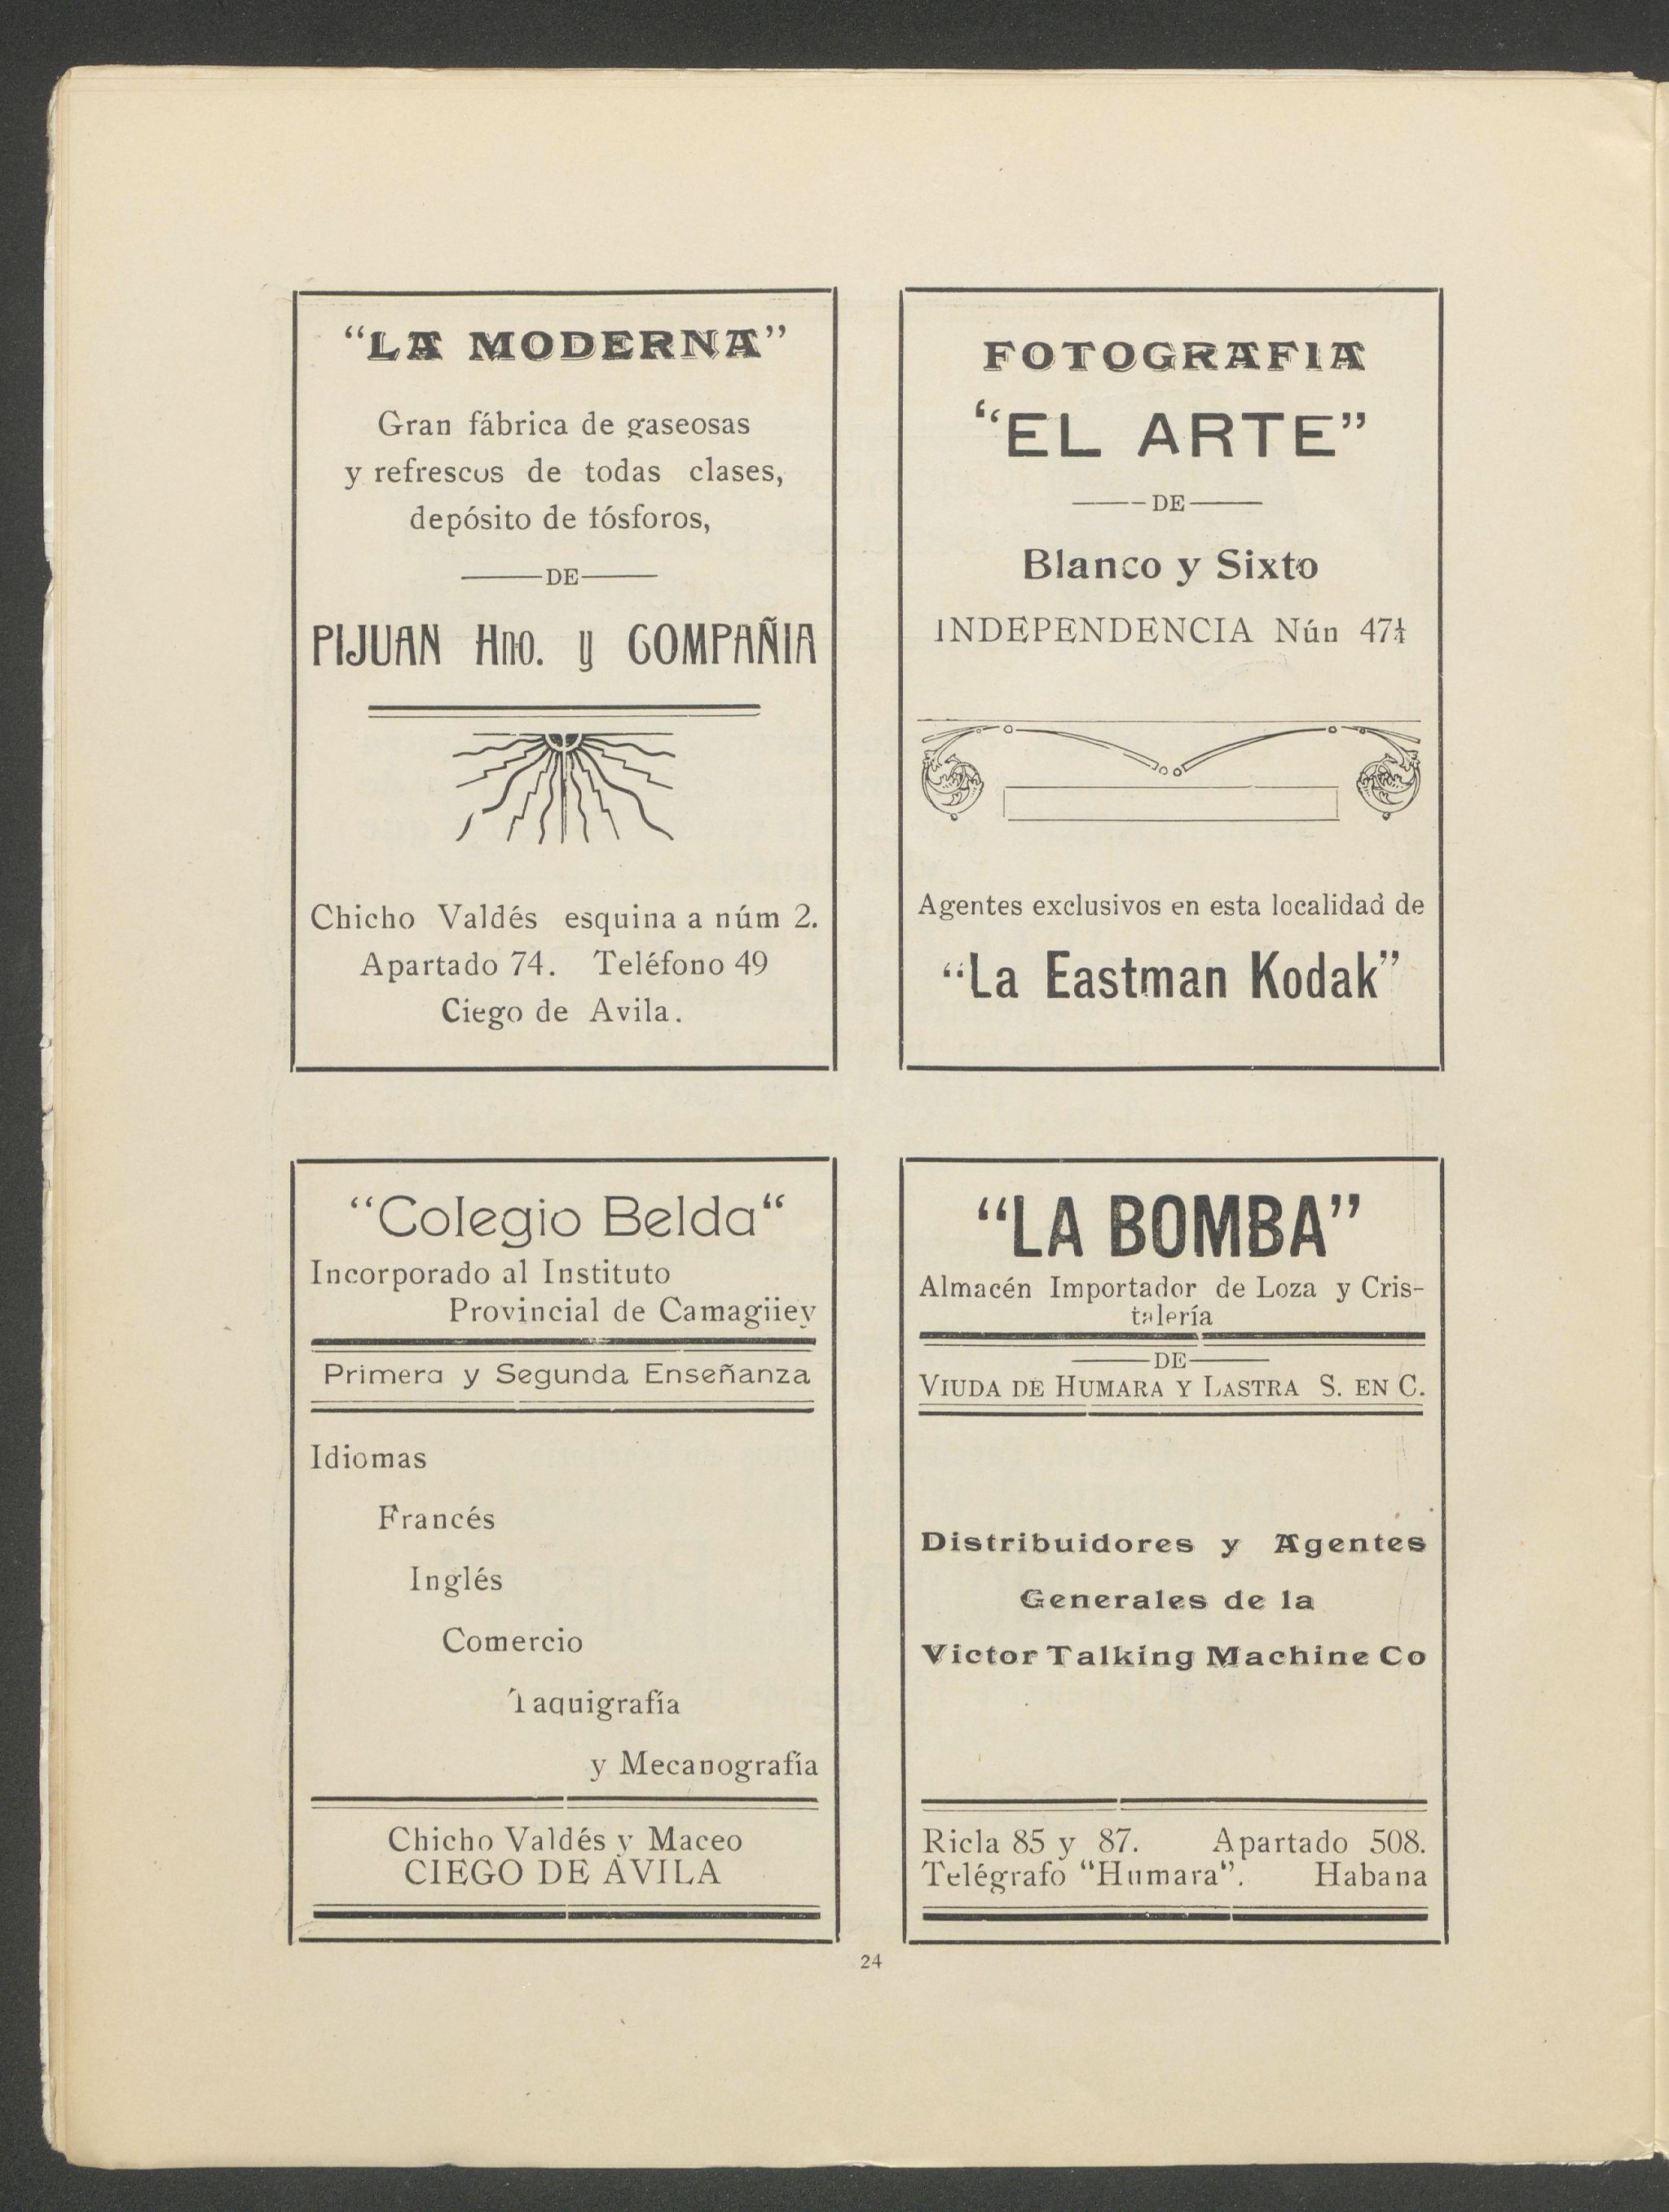 “LA MODERNA”
Gran fábrica de gaseosas
y refrescos de todas clases,
depósito de fósforos,
DE
PIJUAN Hno. y COMPAÑIA
Chicho Valdés esquina a núm 2.
Apartado 74. Teléfono 49
Ciego de Avila.
FOTOGRAFIA
“EL ARTE”
DE
Blanco y Sixto
INDEPENDENCIA Nún 47½
Agentes exclusivos en esta localidad de
“La Eastman Kodak”
“Colegio Belda“
Incorporado al Instituto
Provincial de Camagiiey
Primera y Segunda Enseñanza
Idiomas
Francés
Inglés
Comercio
Taquigrafía
y Mecanografía
Chicho Valdés y Maceo
CIEGO DE AVILA
“LA BOMBA”
Almacén Importador de Loza y Cris-
talería
DE
VIUDA DE HUMARA Y LASTRA S. EN C.
Distribuidores y Agentes
Generales de la
Victor Talking Machine Co
Ricla 85 y 87. Apartado 508.
Telégrafo “Humara“. Habana
24